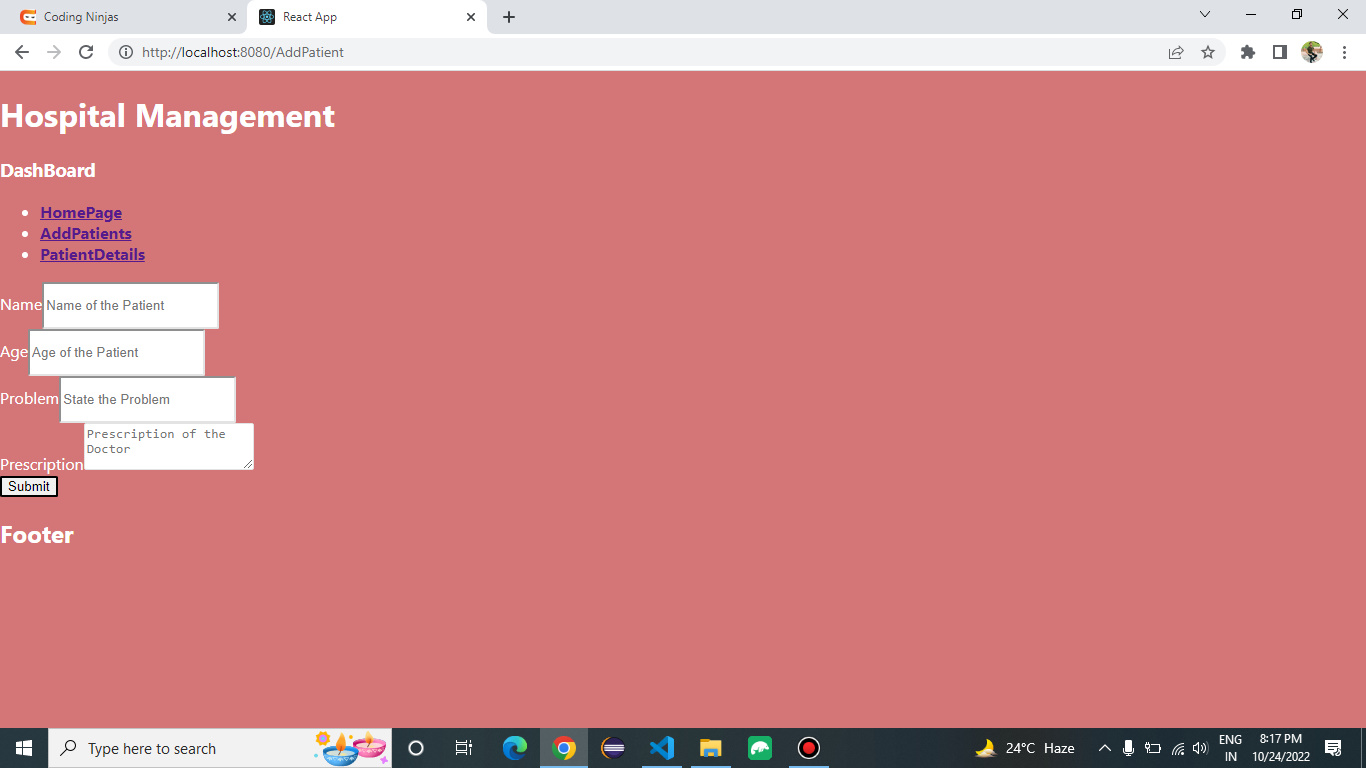 Coding Ninjas
React App
http://localhost:8080/AddPatient
Hospital Management
DashBoard
HomePage
AddPatients
PatientDetails
Name Name of the Patient
Age Age of the Patient
Problem State the Problem
Prescription of the
Doctor
Prescription
Submit
Footer
Type here to search
24°C Haze
ENG
IN
8:17 PM
10/24/2022